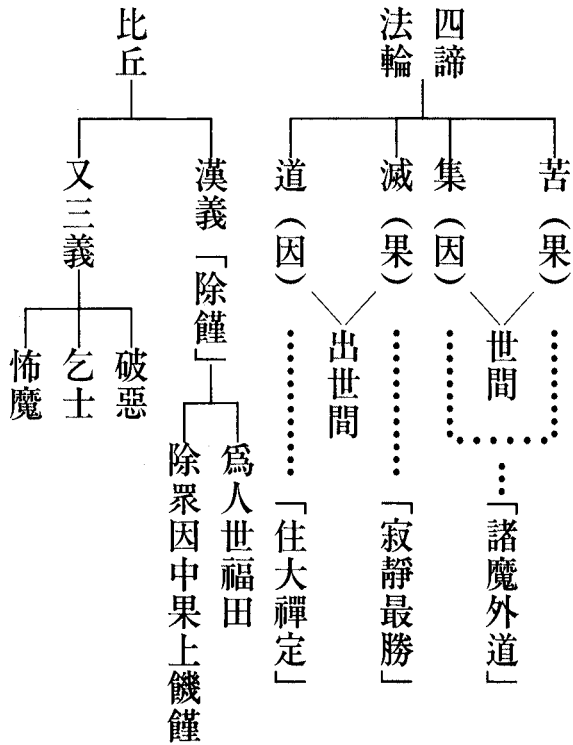 四諦
法輪
苦（果）
集（因）
世間
「諸魔外道」
滅（果）
道（因）
出世間
「寂靜最勝」
「住大禪定」
比丘
漢義「除饉」
爲人世福田
除眾因中果上饑饉
又三義
破惡
乞士
怖魔